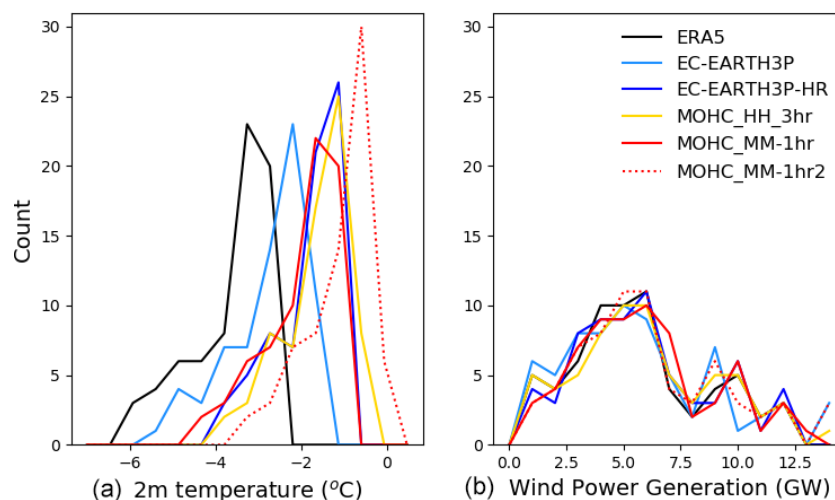 30
25
20
15
10
5
0
Count
−6
−4
−2
0
(a) 2m temperature (°C)
30
25
20
15
10
5
0
ERA5
EC-EARTH3P
EC-EARTH3P-HR
MOHC_HH_3hr
MOHC_MM-1hr
MOHC_MM-1hr2
0.0
2.5
5.0
7.5
10.0
12.5
(b) Wind Power Generation (GW)